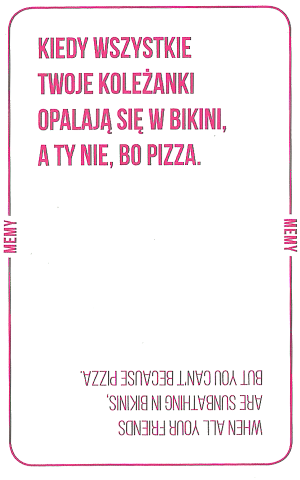 KIEDY WSZYSTKIE
TWOJE KOLEŻANKI
OPALAJĄ SIĘ W BIKINI,
A TY NIE, BO PIZZA.
MEMY
MEMY
WHEN ALL YOUR FRIENDS
ARE SUNBATHING IN BIKINIS,
BUT YOU CAN'T BECAUSE PIZZA.